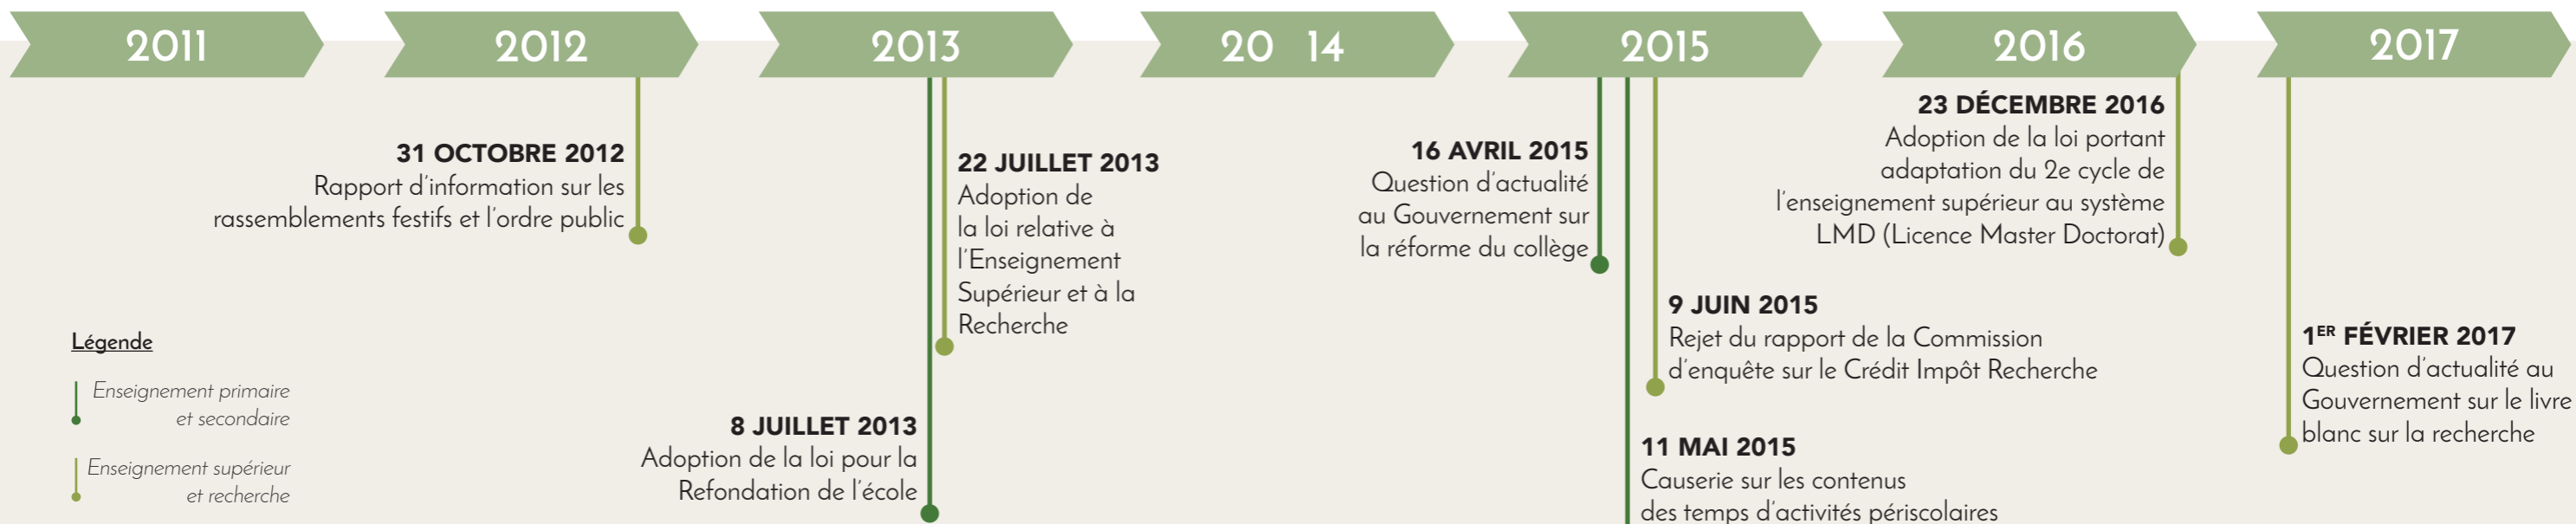 2011
2012
2013
20 14
2015
2016
2017
31 OCTOBRE 2012
Rapport d'information sur les
rassemblements festifs et l'ordre public
22 JUILLET 2013
Adoption de
la loi relative à
l'Enseignement
Supérieur et à la
Recherche
8 JUILLET 2013
Adoption de la loi pour la
Refondation de l'école
16 AVRIL 2015
Question d'actualité
au Gouvernement sur
la réforme du collège
9 JUIN 2015
Rejet du rapport de la Commission
d'enquête sur le Crédit Impôt Recherche
11 MAI 2015
Causerie sur les contenus
des temps d'activités périscolaires
23 DÉCEMBRE 2016
Adoption de la loi portant
adaptation du 2e cycle de
l'enseignement supérieur au système
LMD (Licence Master Doctorat)
1ER FÉVRIER 2017
Question d'actualité au
Gouvernement sur le livre
blanc sur la recherche
Légende
Enseignement primaire
et secondaire
Enseignement supérieur
et recherche